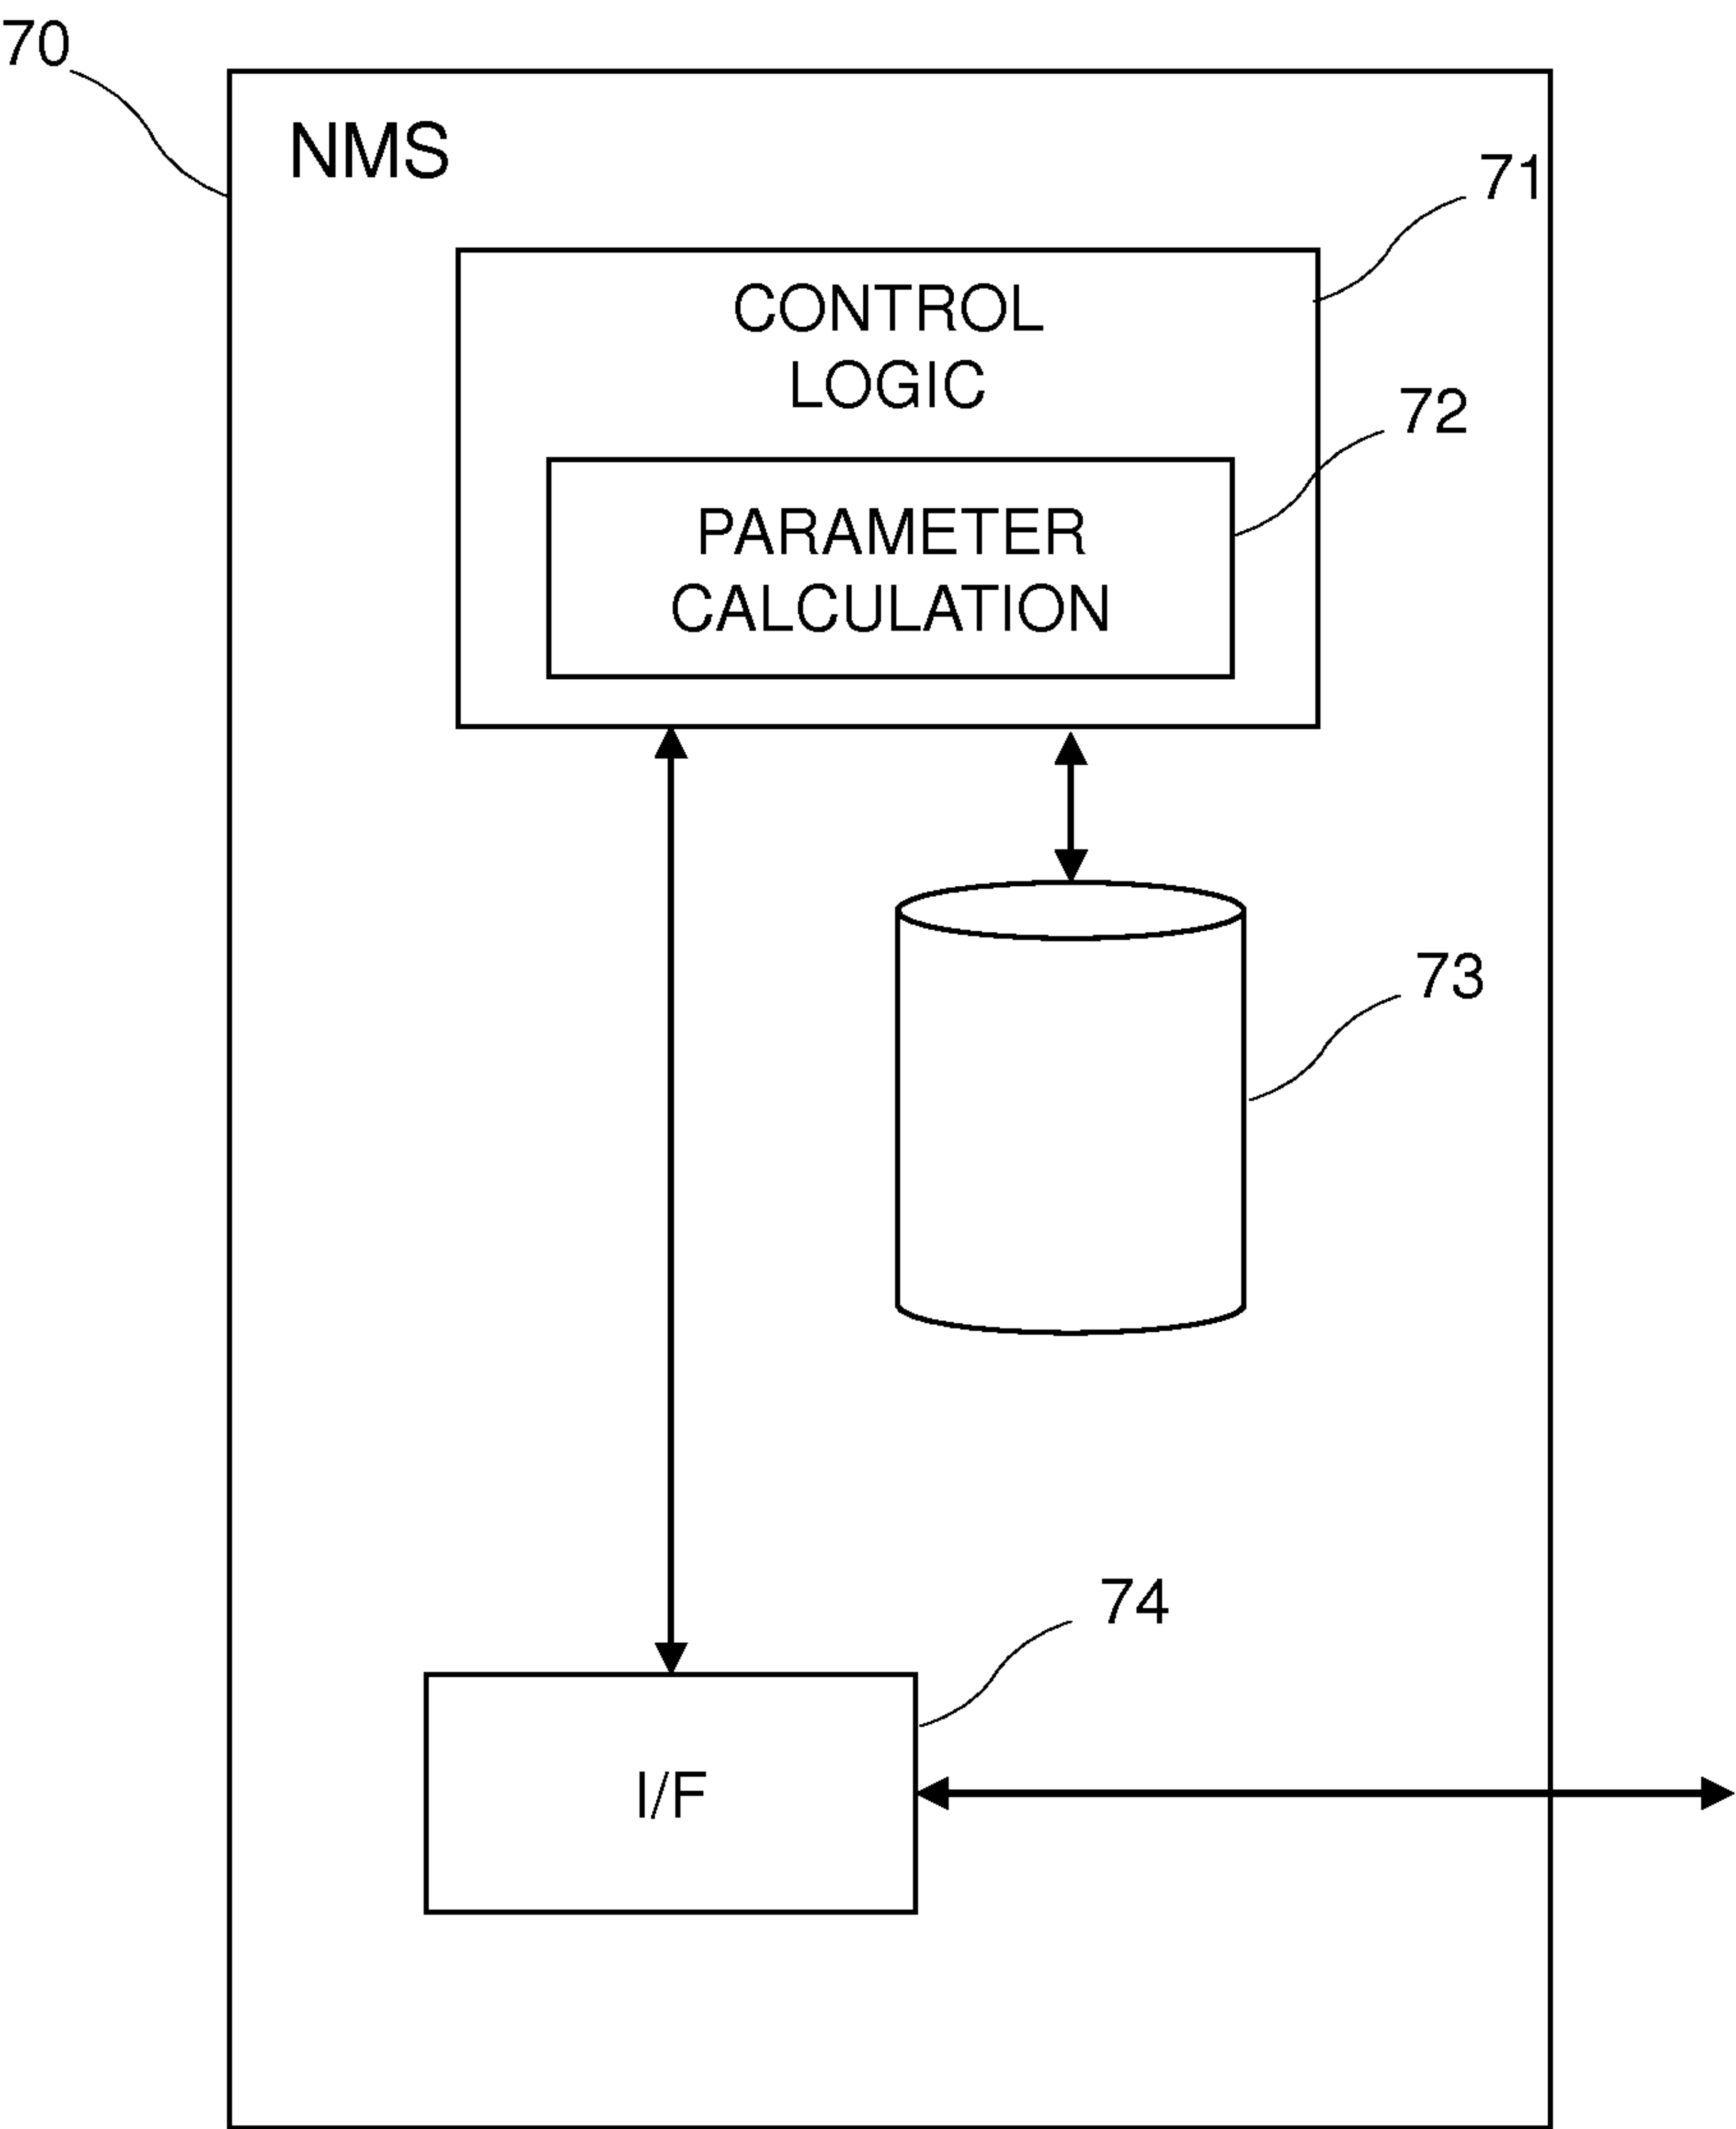 70
NMS
71
CONTROL
LOGIC
72
PARAMETER
CALCULATION
73
74
I/F